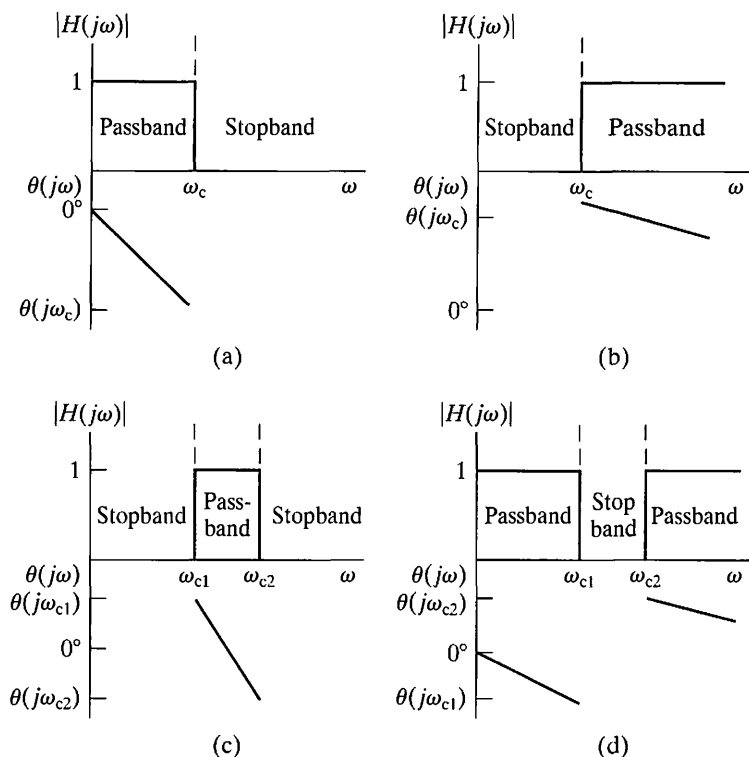 |H(jω)|
1
Passband
Stopband
θ(jω)
ω_c
ω
0°
θ(jω_c)
(a)
|H(jω)|
1
Stopband
Passband
θ(jω)
ω_c
ω
θ(jω_c)
0°
(b)
|H(jω)|
1
Stopband
Pass-
band
Stopband
θ(jω)
ω_c1
ω_c2
ω
θ(jω_c1)
0°
θ(jω_c2)
(c)
|H(jω)|
1
Passband
Stop
band
Passband
θ(jω)
ω_c1
ω_c2
ω
θ(jω_c2)
0°
θ(jω_c1)
(d)